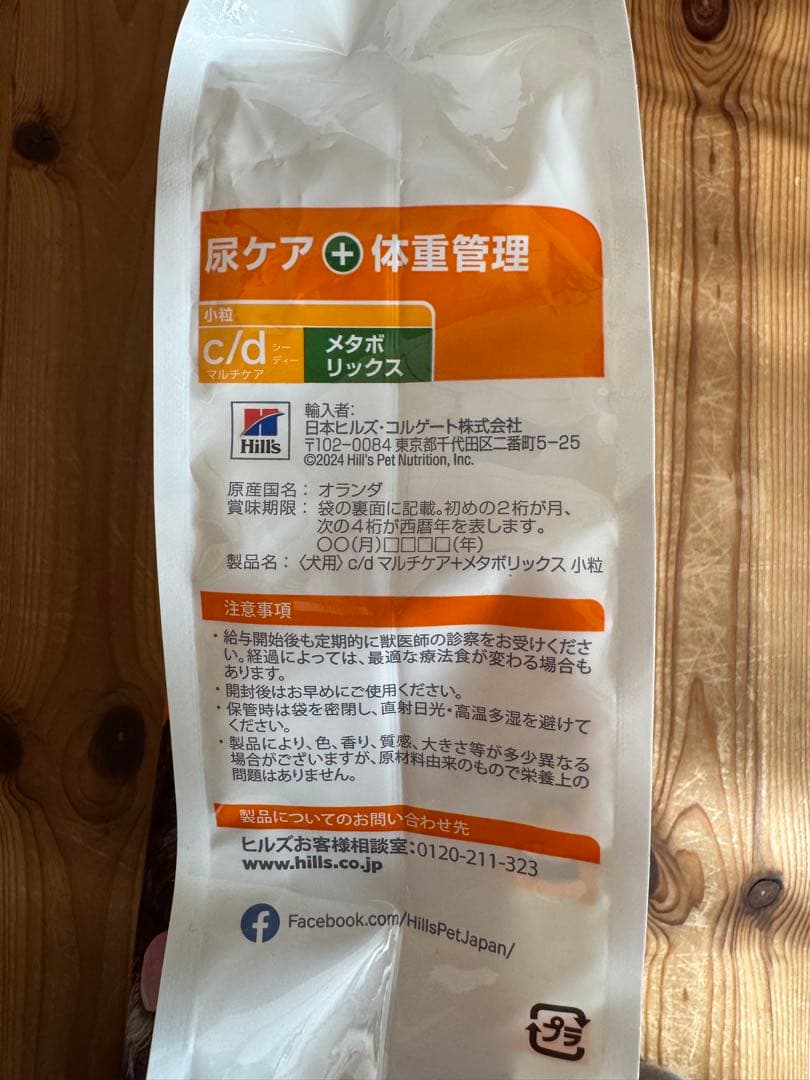 尿ケア + 体重管理
小粒
c/d シーディー
マルチケア
メタボリックス
Hill's
輸入者:
日本ヒルズ・コルゲート株式会社
〒102-0084 東京都千代田区二番町5-25
©2024 Hill's Pet Nutrition, Inc.
原産国名: オランダ
賞味期限: 袋の裏面に記載。初めの2桁が月、
次の4桁が西暦年を表します。
○○(月)□□□□(年)
製品名: 〈犬用〉c/d マルチケア+メタボリックス 小粒
注意事項
・給与開始後も定期的に獣医師の診察をお受けくださ
い。経過によっては、最適な療法食が変わる場合も
あります。
・開封後はお早めにご使用ください。
・保管時は袋を密閉し、直射日光・高温多湿を避けて
ください。
・製品により、色、香り、質感、大きさ等が多少異なる
場合がございますが、原材料由来のもので栄養上の
問題はありません。
製品についてのお問い合わせ先
ヒルズお客様相談室:0120-211-323
www.hills.co.jp
Facebook.com/HillsPetJapan/
プラ